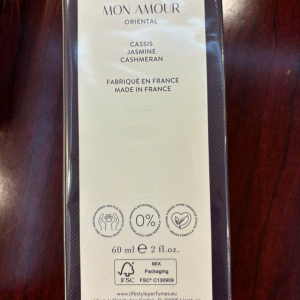 MON AMOUR
ORIENTAL
CASSIS
JASMINE
CASHMERAN
FABRIQUÉ EN FRANCE
MADE IN FRANCE
0%
60 ml ℮ 2 fl.oz.
FSC
MIX
Packaging
FSC® C136909
www.lifestyleperfumes.eu